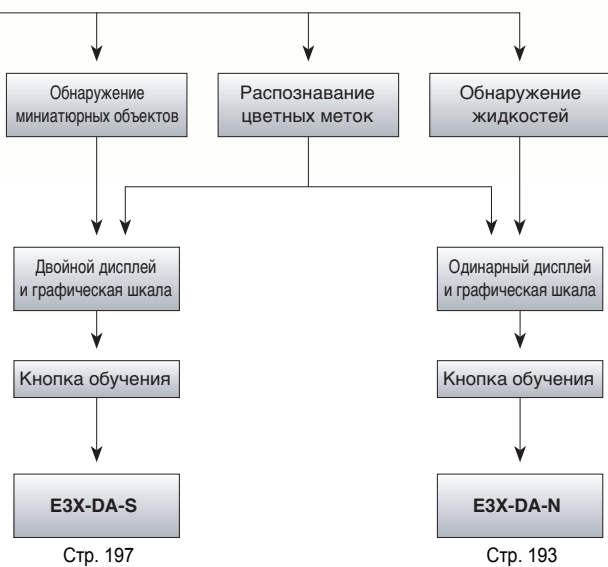 Обнаружение
миниатюрных объектов
Распознавание
цветных меток
Обнаружение
жидкостей
Двойной дисплей
и графическая шкала
Одинарный дисплей
и графическая шкала
Кнопка обучения
Кнопка обучения
E3X-DA-S
E3X-DA-N
Стр. 197
Стр. 193